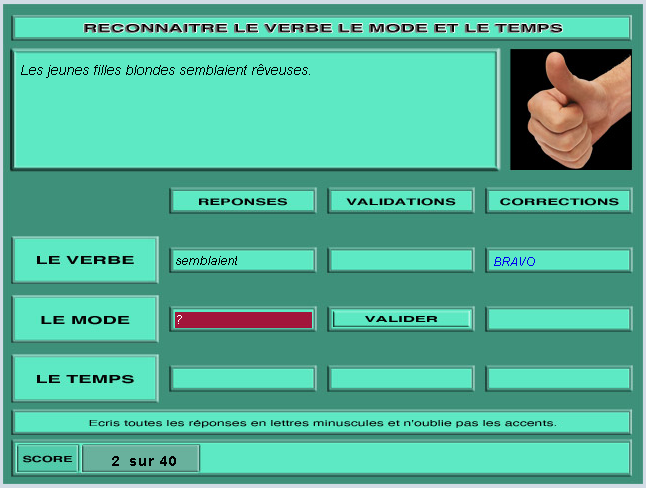 RECONNAITRE LE VERBE LE MODE ET LE TEMPS
Les jeunes filles blondes semblaient rêveuses.
REPONSES VALIDATIONS CORRECTIONS
LE VERBE semblaient BRAVO
LE MODE ? VALIDER
LE TEMPS
Ecris toutes les réponses en lettres minuscules et n'oublie pas les accents.
SCORE 2 sur 40